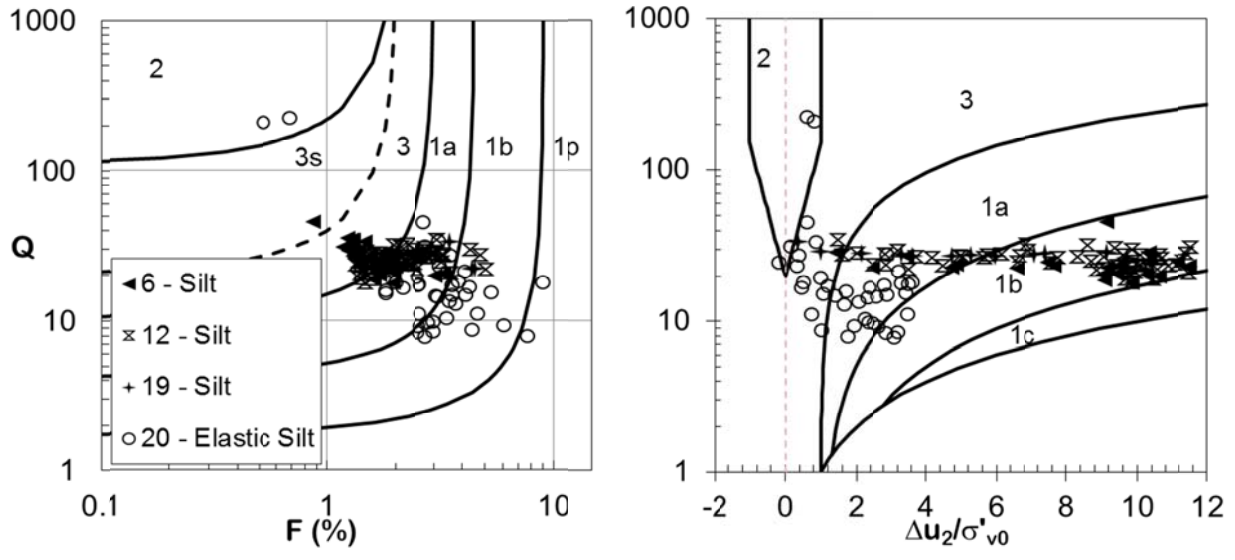 1000
2
3s
3
1a
1b
1p
100
Q
10
1
6 - Silt
12 - Silt
19 - Silt
20 - Elastic Silt
0.1
1
10
F (%)
1000
2
3
100
1a
1b
10
1c
1
-2
0
2
4
6
8
10
12
Δu₂/σ'v0